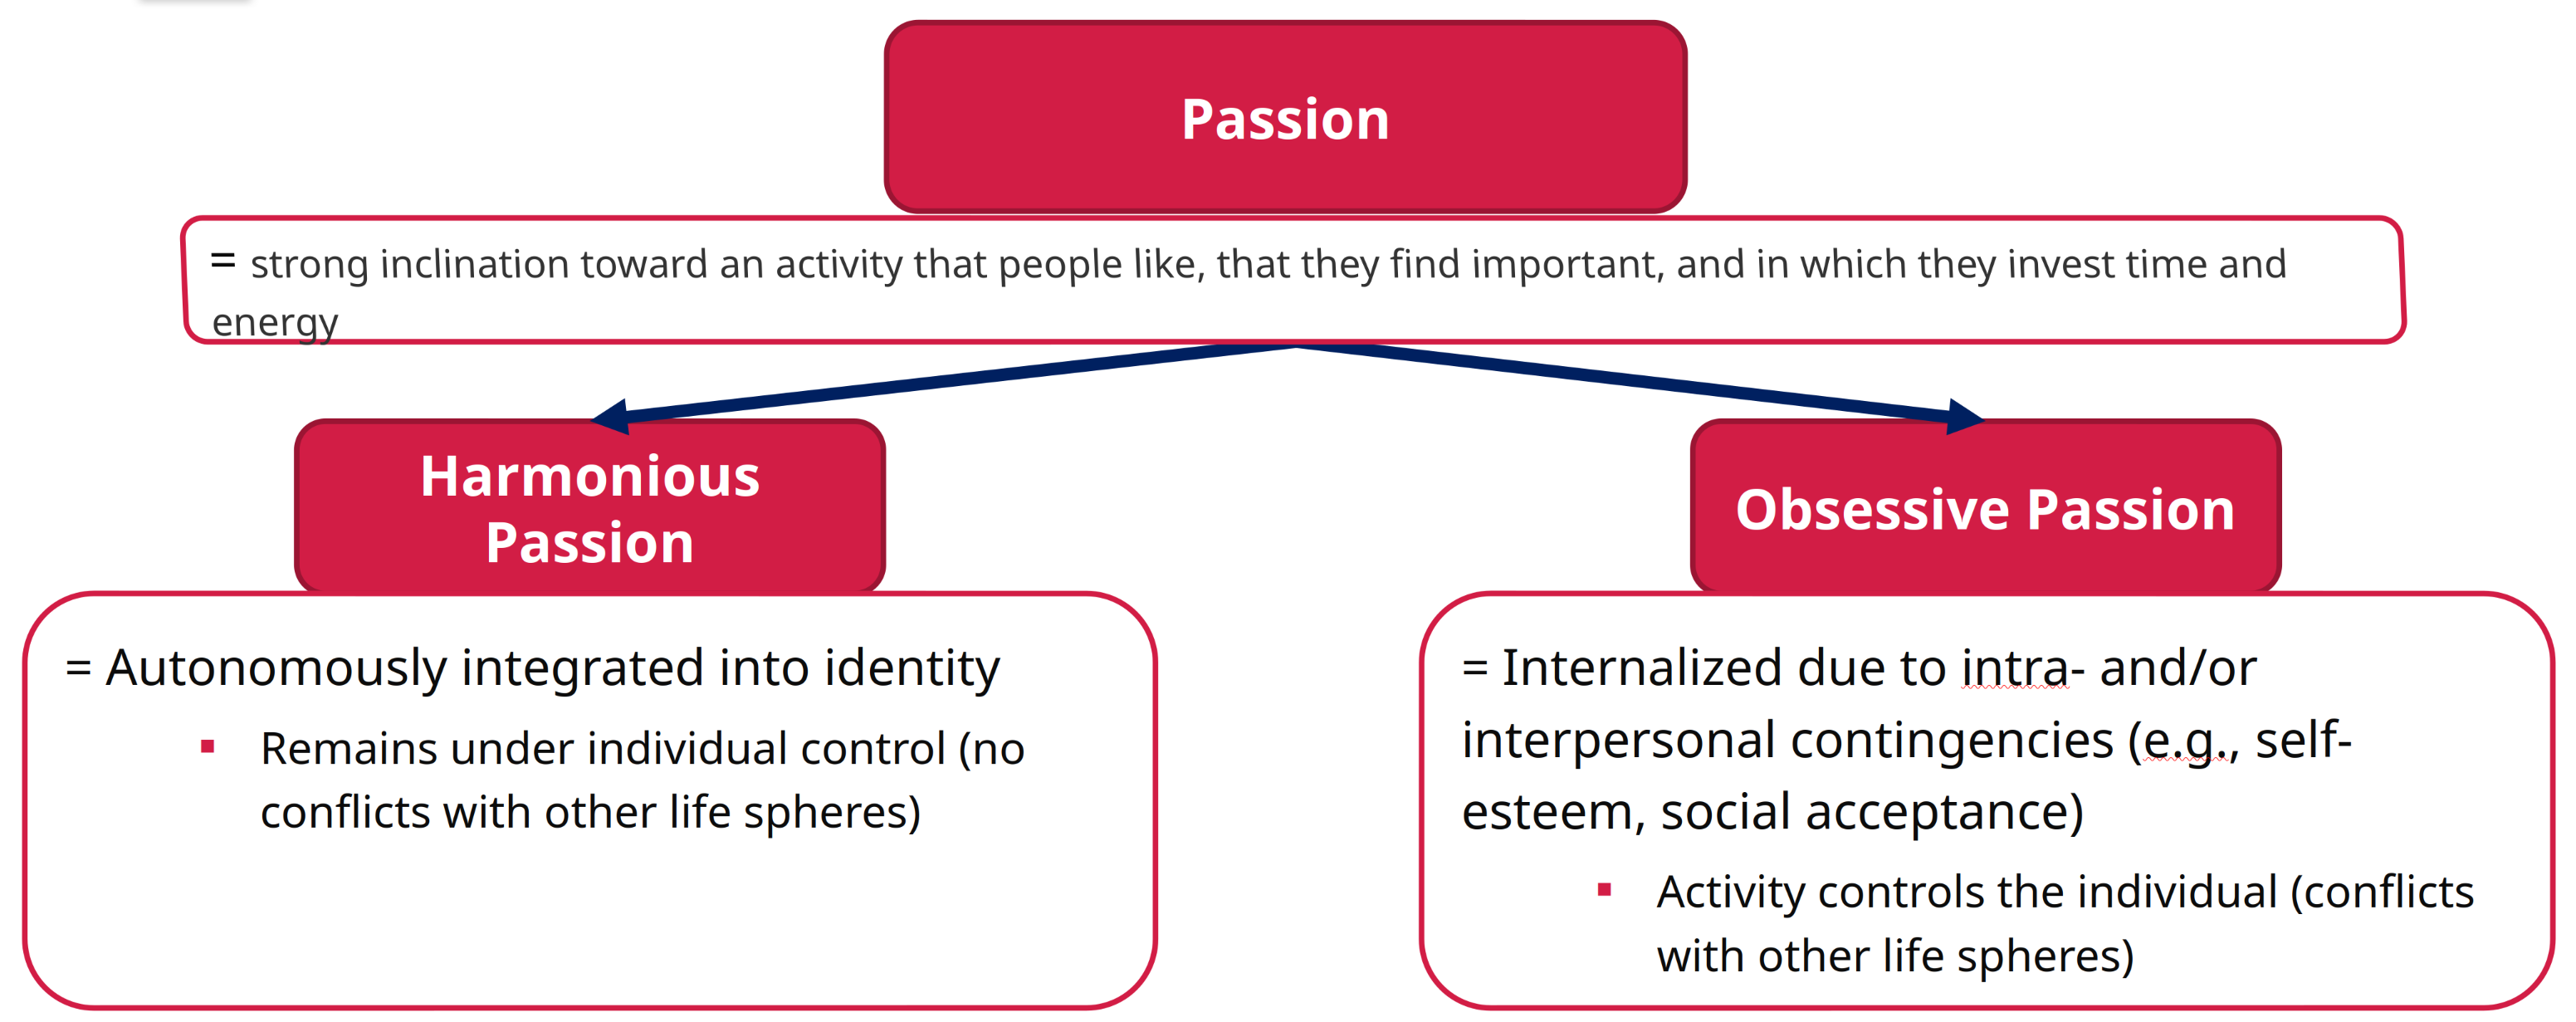 Passion
= strong inclination toward an activity that people like, that they find important, and in which they invest time and
energy
Harmonious
Passion
Obsessive Passion
= Autonomously integrated into identity
▪ Remains under individual control (no
conflicts with other life spheres)
= Internalized due to intra- and/or
interpersonal contingencies (e.g., self-
esteem, social acceptance)
▪ Activity controls the individual (conflicts
with other life spheres)